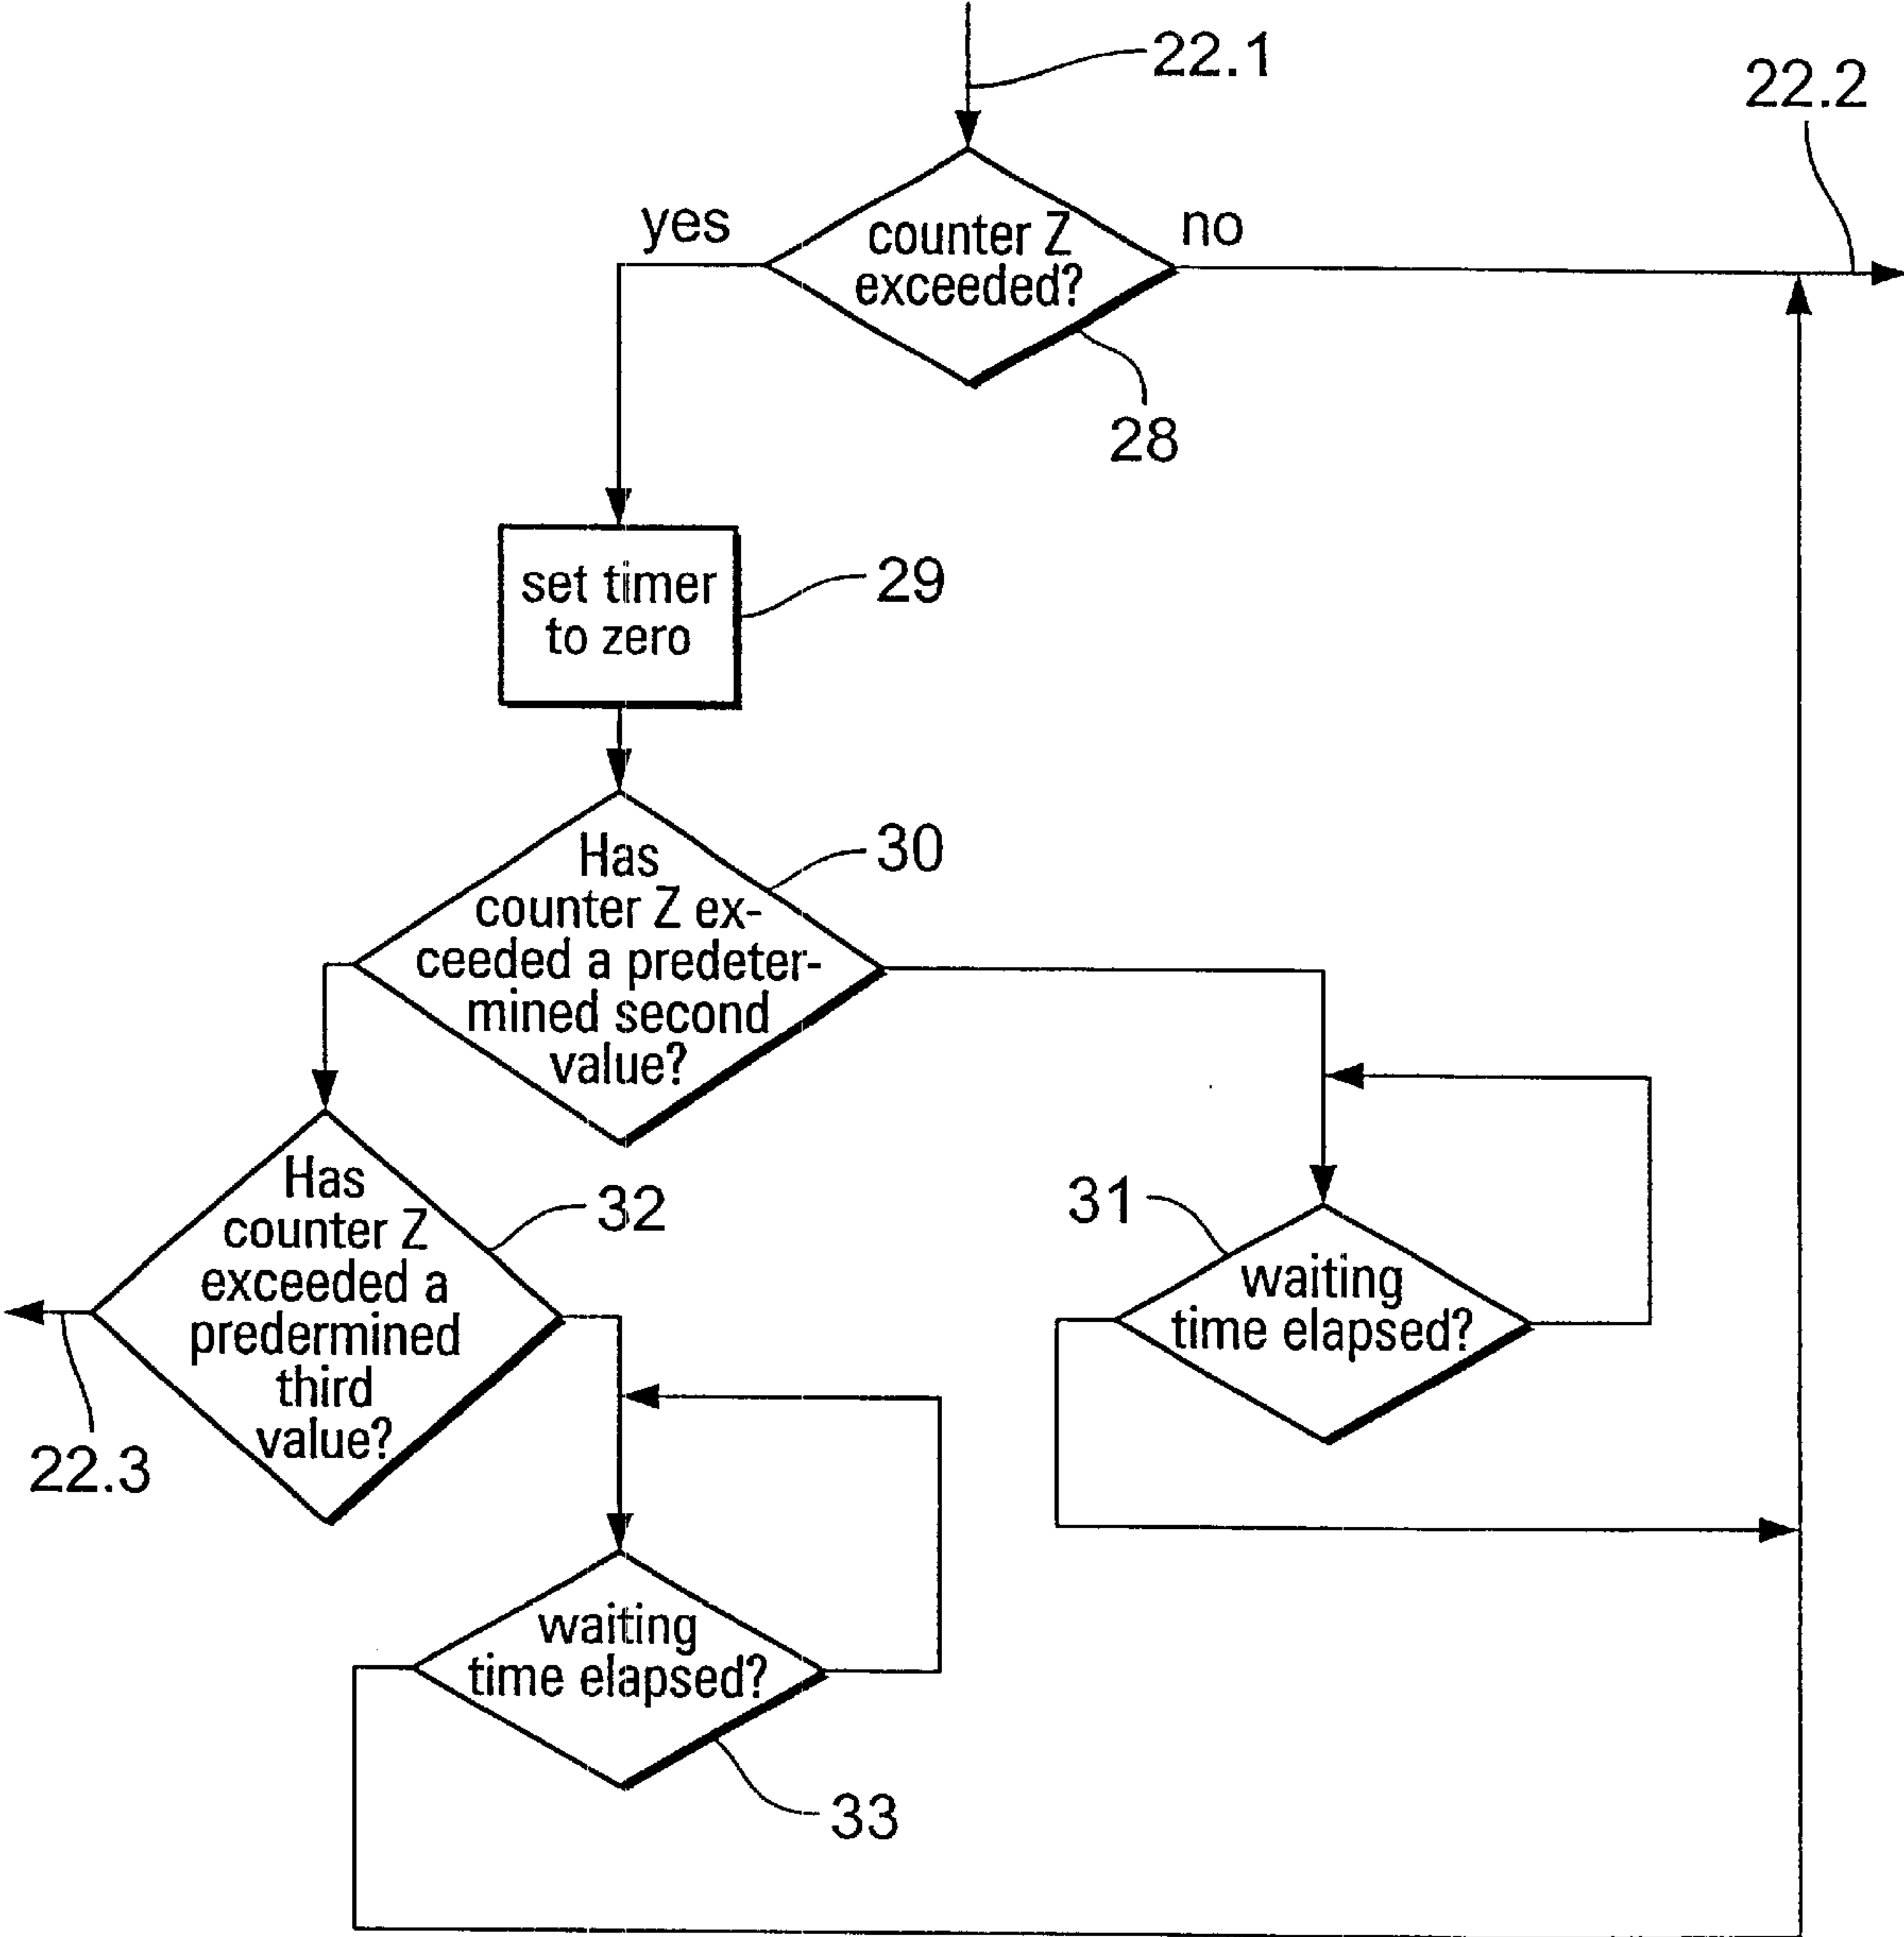 22.1
22.2
yes
no
counter Z
exceeded?
28
set timer
to zero
29
Has
counter Z ex-
ceeded a predeter-
mined second
value?
30
Has
counter Z
exceeded a
predermined
third
value?
32
22.3
31
waiting
time elapsed?
waiting
time elapsed?
33